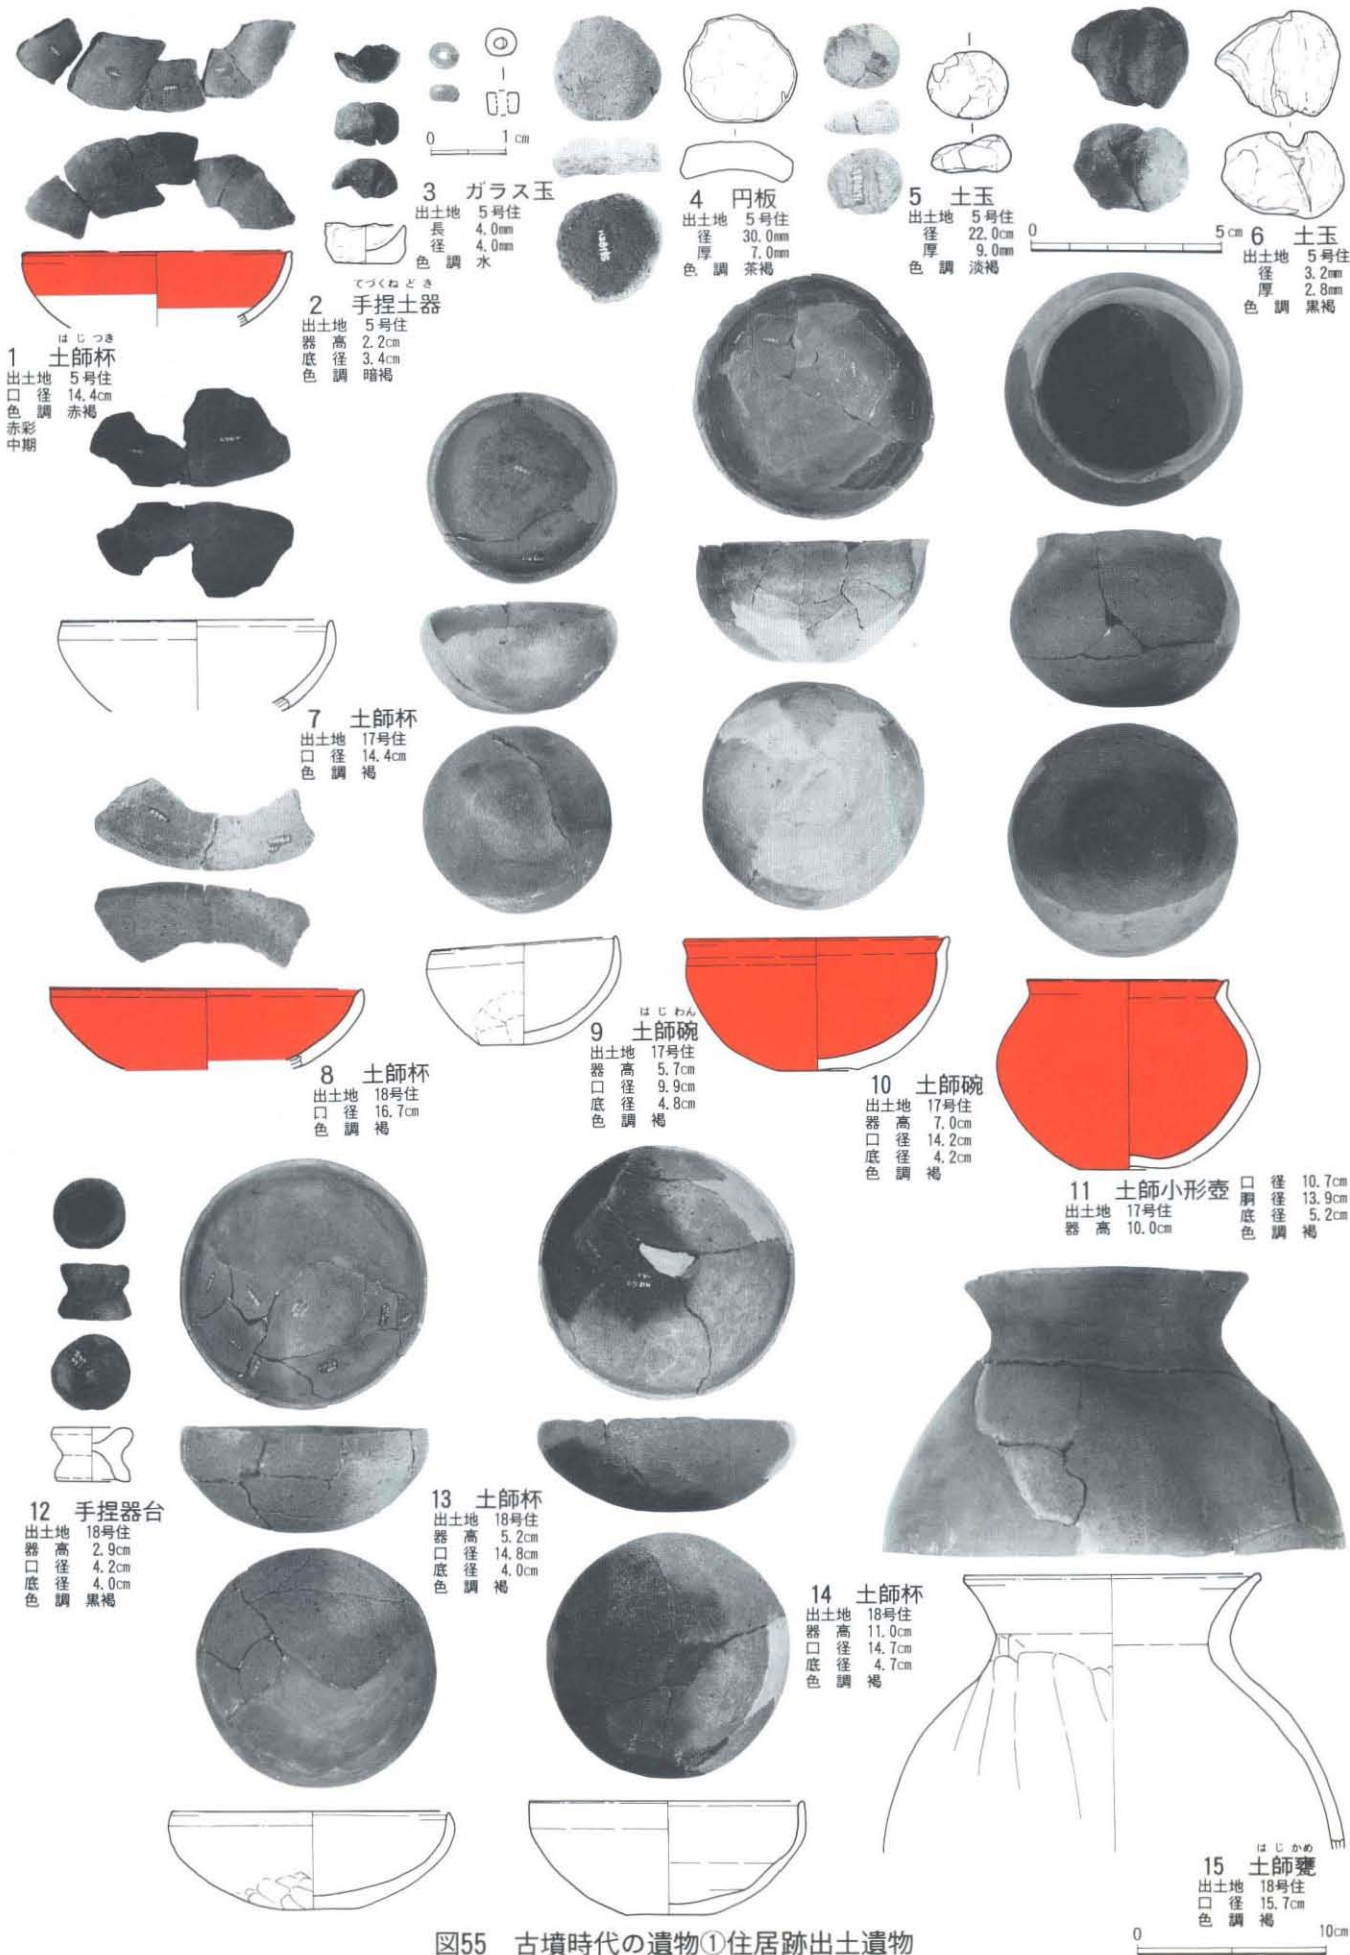 はじつき
1 土師杯
出土地 5号住
口径 14.4cm
色調 赤褐
赤彩
中期
てづくねどき
2 手捏土器
出土地 5号住
器高 2.2cm
底径 3.4cm
色調 暗褐
0 1cm
3 ガラス玉
出土地 5号住
長 4.0mm
径 4.0mm
色調 水
4 円板
出土地 5号住
径 30.0mm
厚 7.0mm
色調 茶褐
5 土玉
出土地 5号住
径 22.0cm
厚 9.0mm
色調 淡褐
0 5cm
6 土玉
出土地 5号住
径 3.2mm
厚 2.8mm
色調 黒褐
7 土師杯
出土地 17号住
口径 14.4cm
色調 褐
8 土師杯
出土地 18号住
口径 16.7cm
色調 褐
はじわん
9 土師碗
出土地 17号住
器高 5.7cm
口径 9.9cm
底径 4.8cm
色調 褐
10 土師碗
出土地 17号住
器高 7.0cm
口径 14.2cm
底径 4.2cm
色調 褐
11 土師小形壺
出土地 17号住
器高 10.0cm
口径 10.7cm
胴径 13.9cm
底径 5.2cm
色調 褐
12 手捏器台
出土地 18号住
器高 2.9cm
口径 4.2cm
底径 4.0cm
色調 黒褐
13 土師杯
出土地 18号住
器高 5.2cm
口径 14.8cm
底径 4.0cm
色調 褐
14 土師杯
出土地 18号住
器高 11.0cm
口径 14.7cm
底径 4.7cm
色調 褐
はじかめ
15 土師甕
出土地 18号住
口径 15.7cm
色調 褐
0 10cm
図55 古墳時代の遺物①住居跡出土遺物